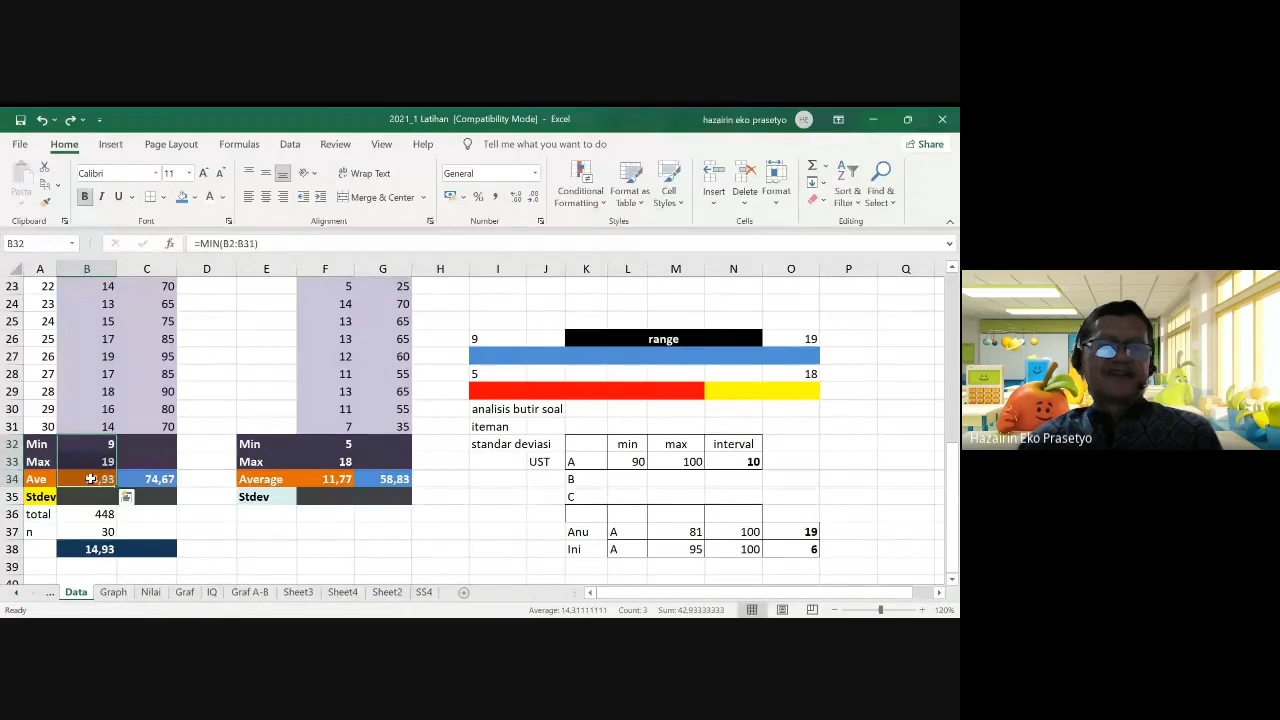 2021_1 Latihan [Compatibility Mode] - Excel
hazairin eko prasetyo HE
File Home Insert Page Layout Formulas Data Review View Help Tell me what you want to do Share
Calibri 11 Wrap Text General
Paste B I U A Merge & Center % Conditional Formatting Format as Table Cell Styles Insert Delete Format Sort & Filter Find & Select
Clipboard Font Alignment Number Styles Cells Editing
B32 fx =MIN(B2:B31)
A B C D E F G H I J K L M N O P Q
23 22 14 70 5 25
24 23 13 65 14 70
25 24 15 75 13 65
26 25 17 85 13 65 9 range 19
27 26 19 95 12 60
28 27 17 85 11 55 5 18
29 28 18 90 13 65
30 29 16 80 11 55 analisis butir soal
31 30 14 70 7 35 iteman
32 Min 9 Min 5 standar deviasi min max interval
33 Max 19 Max 18 UST A 90 100 10
34 Ave ,93 74,67 Average 11,77 58,83 B
35 Stdev Stdev C
36 total 448
37 n 30 Anu A 81 100 19
38 14,93 Ini A 95 100 6
39
40
... Data Graph Nilai Graf IQ Graf A-B Sheet3 Sheet4 Sheet2 SS4
Ready Average: 14,31111111 Count: 3 Sum: 42,93333333 120%
Hazairin Eko Prasetyo